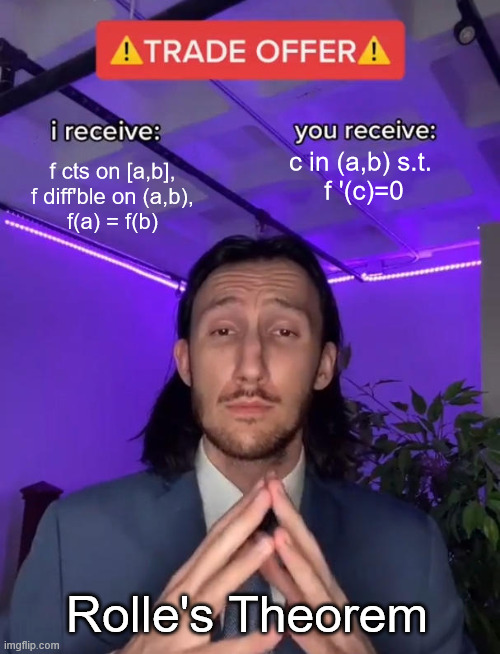 ⚠️TRADE OFFER⚠️
i receive:
you receive:
f cts on [a,b],
f diff'ble on (a,b),
f(a) = f(b)
c in (a,b) s.t.
f '(c)=0
Rolle's Theorem
imgflip.com